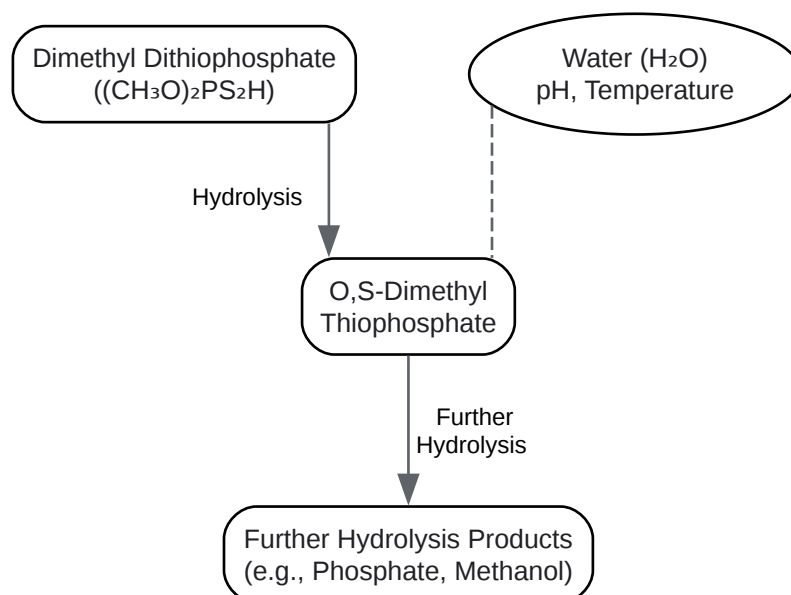 Dimethyl Dithiophosphate
((CH₃O)₂PS₂H)
Water (H₂O)
pH, Temperature
Hydrolysis
O,S-Dimethyl
Thiophosphate
Further
Hydrolysis
Further Hydrolysis Products
(e.g., Phosphate, Methanol)